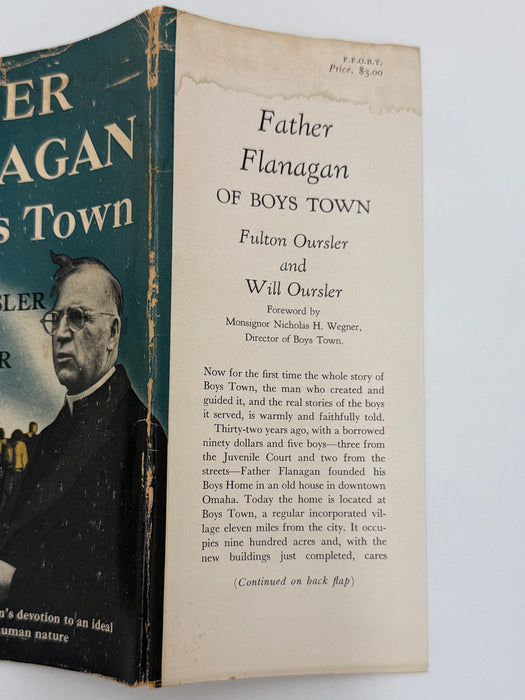 ER
AGAN
s Town
SLER
R
n's devotion to an ideal
uman nature
F.F.O.B.T.
Price, $3.00
Father
Flanagan
OF BOYS TOWN
Fulton Oursler
and
Will Oursler
Foreword by
Monsignor Nicholas H. Wegner,
Director of Boys Town.
Now for the first time the whole story of
Boys Town, the man who created and
guided it, and the real stories of the boys
it served, is warmly and faithfully told.
Thirty-two years ago, with a borrowed
ninety dollars and five boys—three from
the Juvenile Court and two from the
streets—Father Flanagan founded his
Boys Home in an old house in downtown
Omaha. Today the home is located at
Boys Town, a regular incorporated vil-
lage eleven miles from the city. It occu-
pies nine hundred acres and, with the
new buildings just completed, cares
(Continued on back flap)